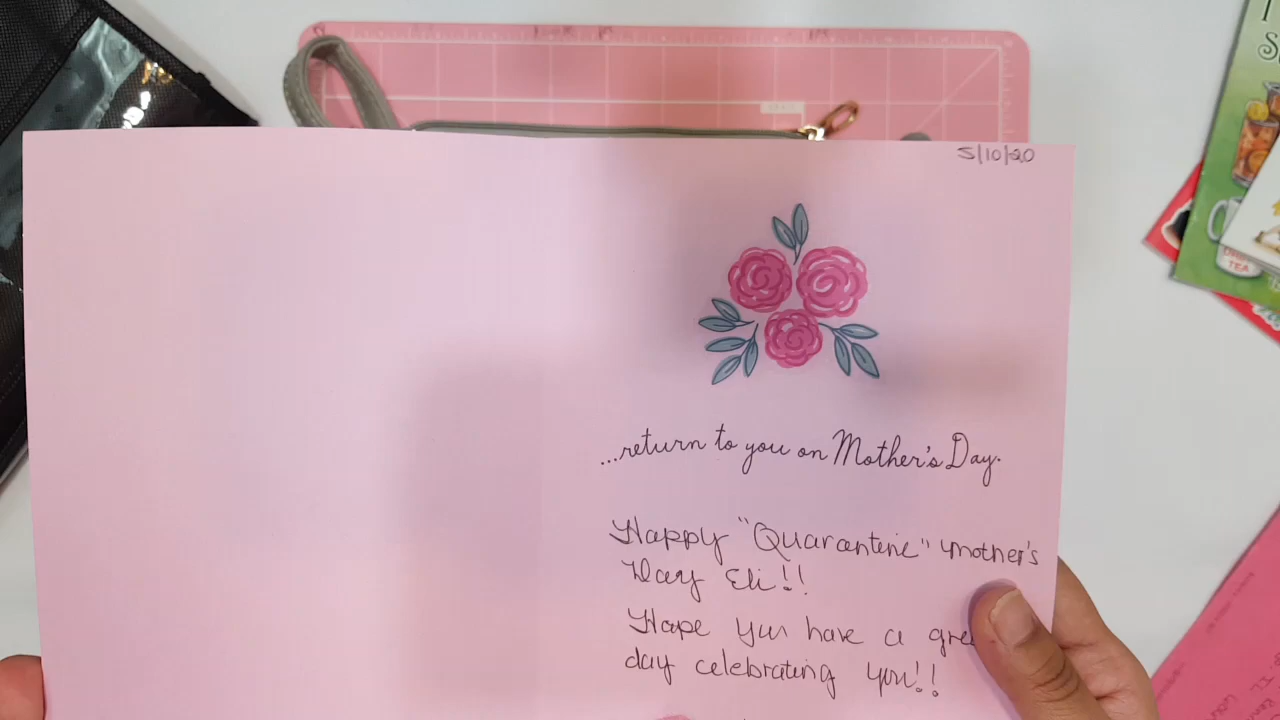 5/10/20
...return to you on Mother's Day.
Happy "Quarantine" Mother's
Day Eli!!
Hope you have a
day celebrating you!!
TEA